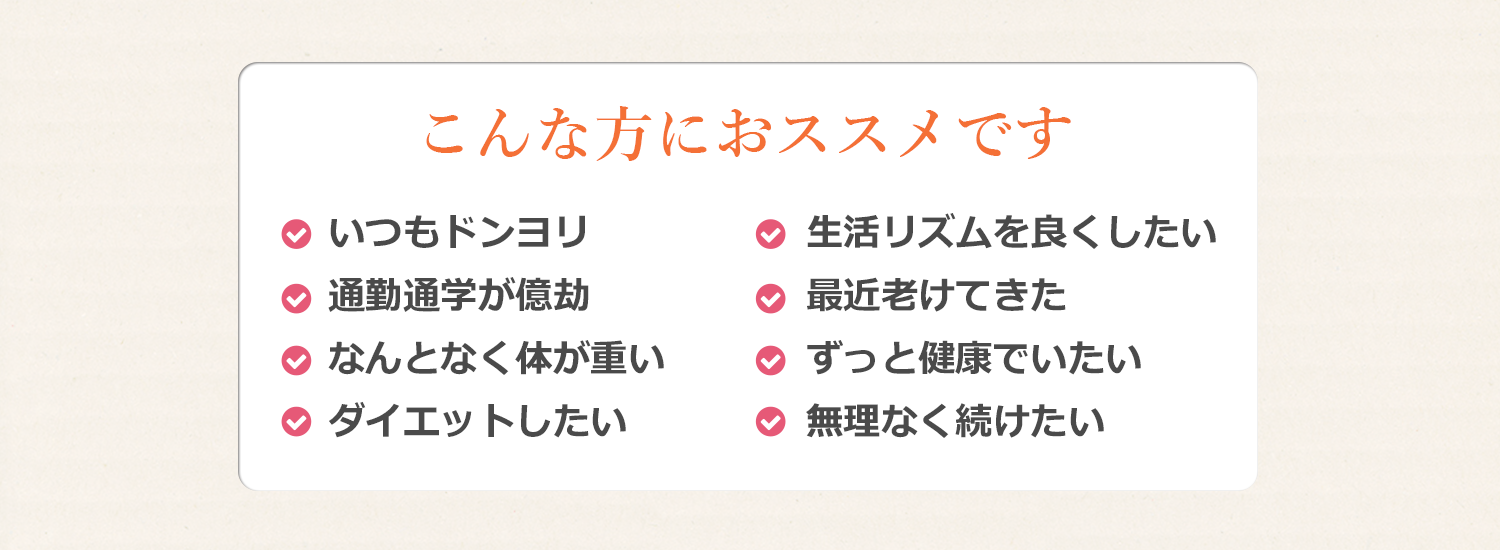 こんな方におススメです
いつもドンヨリ
通勤通学が億劫
なんとなく体が重い
ダイエットしたい
生活リズムを良くしたい
最近老けてきた
ずっと健康でいたい
無理なく続けたい